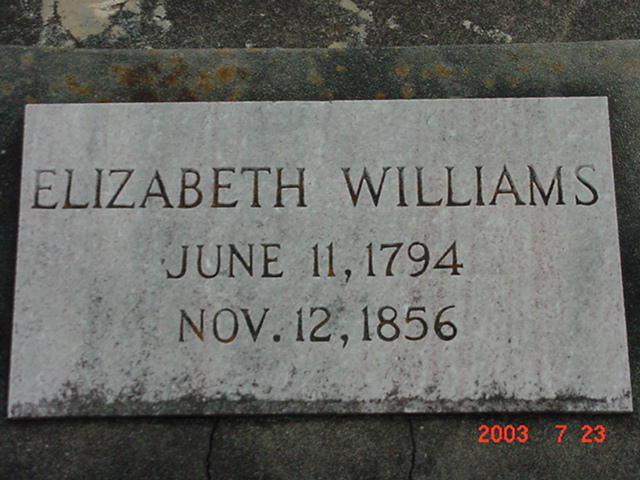 ELIZABETH WILLIAMS
JUNE 11, 1794
NOV. 12, 1856
2003 7 23